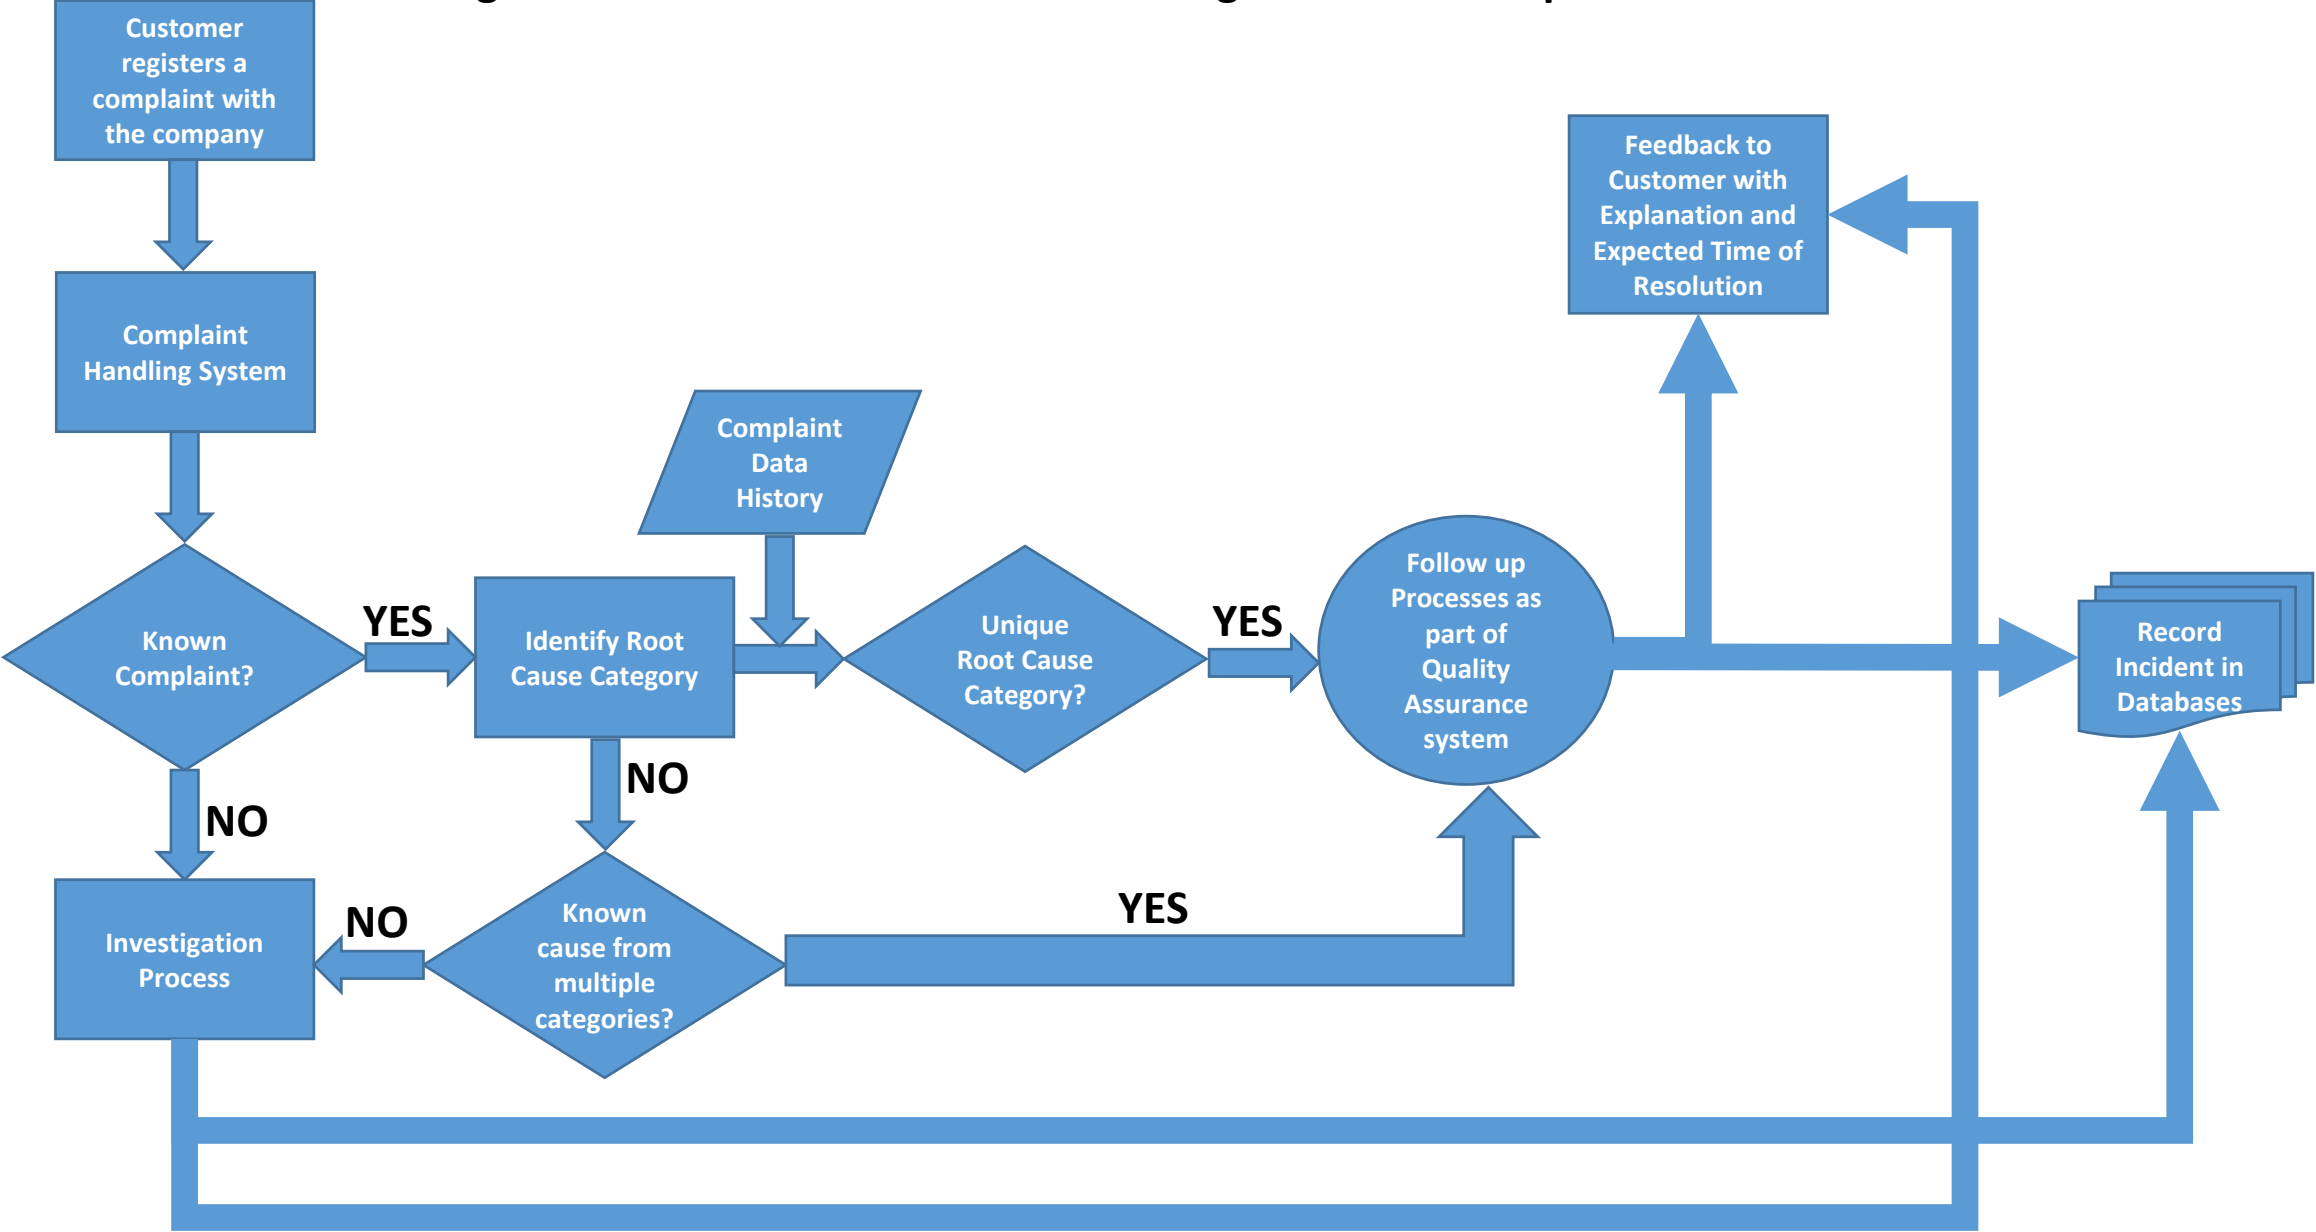 Customer
registers a
complaint with
the company
Complaint
Handling System
Known
Complaint?
YES
NO
Investigation
Process
Identify Root
Cause Category
NO
Known
cause from
multiple
categories?
NO
YES
Complaint
Data
History
Unique
Root Cause
Category?
YES
Follow up
Processes as
part of
Quality
Assurance
system
Feedback to
Customer with
Explanation and
Expected Time of
Resolution
Record
Incident in
Databases